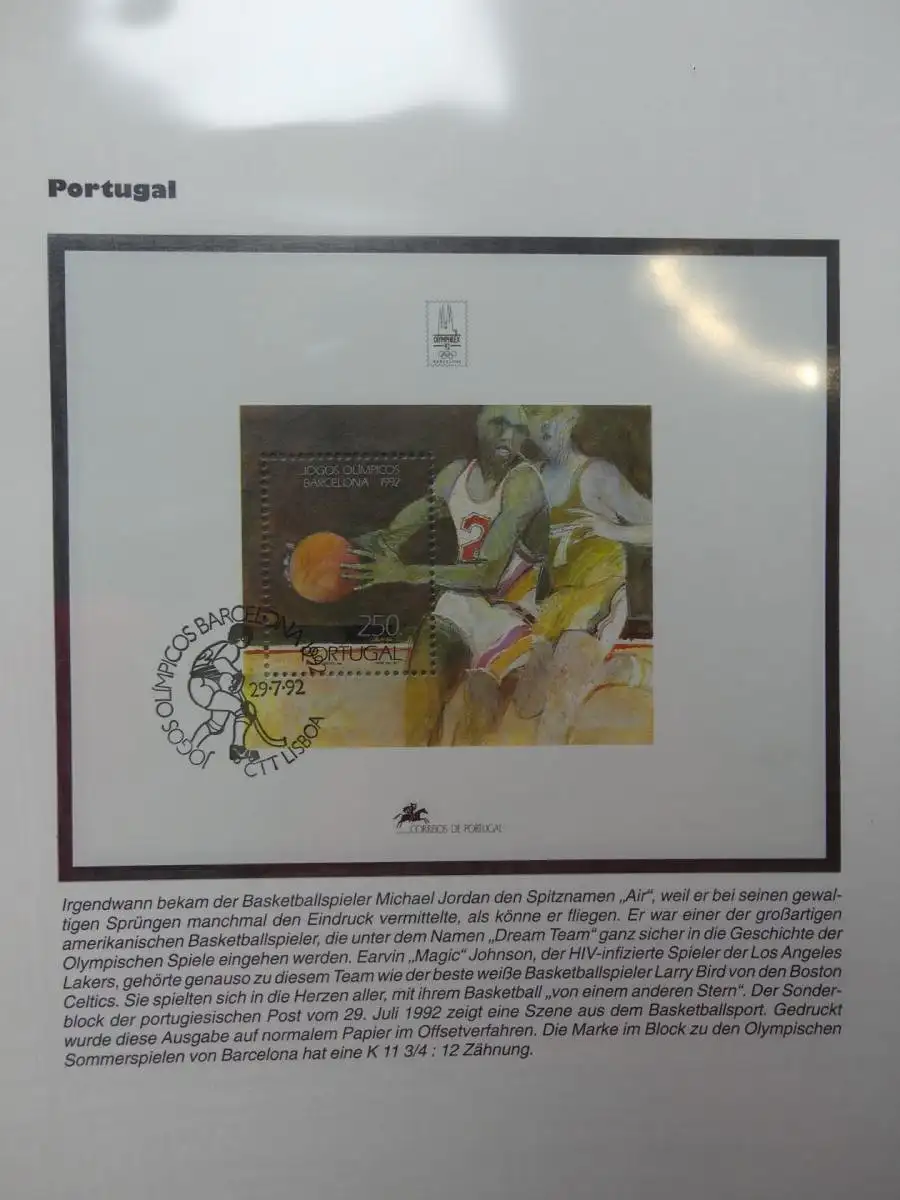 Portugal
OLYMPHILEX
92
BARCELONA
JOGOS OLÍMPICOS
BARCELONA 1992
2
250
PORTUGAL
JOGOS OLÍMPICOS BARCELONA 1992
29·7·92
CTT LISBOA
CORREIOS DE PORTUGAL
Irgendwann bekam der Basketballspieler Michael Jordan den Spitznamen „Air“, weil er bei seinen gewal-
tigen Sprüngen manchmal den Eindruck vermittelte, als könne er fliegen. Er war einer der großartigen
amerikanischen Basketballspieler, die unter dem Namen „Dream Team“ ganz sicher in die Geschichte der
Olympischen Spiele eingehen werden. Earvin „Magic“ Johnson, der HIV-infizierte Spieler der Los Angeles
Lakers, gehörte genauso zu diesem Team wie der beste weiße Basketballspieler Larry Bird von den Boston
Celtics. Sie spielten sich in die Herzen aller, mit ihrem Basketball „von einem anderen Stern“. Der Sonder-
block der portugiesischen Post vom 29. Juli 1992 zeigt eine Szene aus dem Basketballsport. Gedruckt
wurde diese Ausgabe auf normalem Papier im Offsetverfahren. Die Marke im Block zu den Olympischen
Sommerspielen von Barcelona hat eine K 11 3/4 : 12 Zähnung.